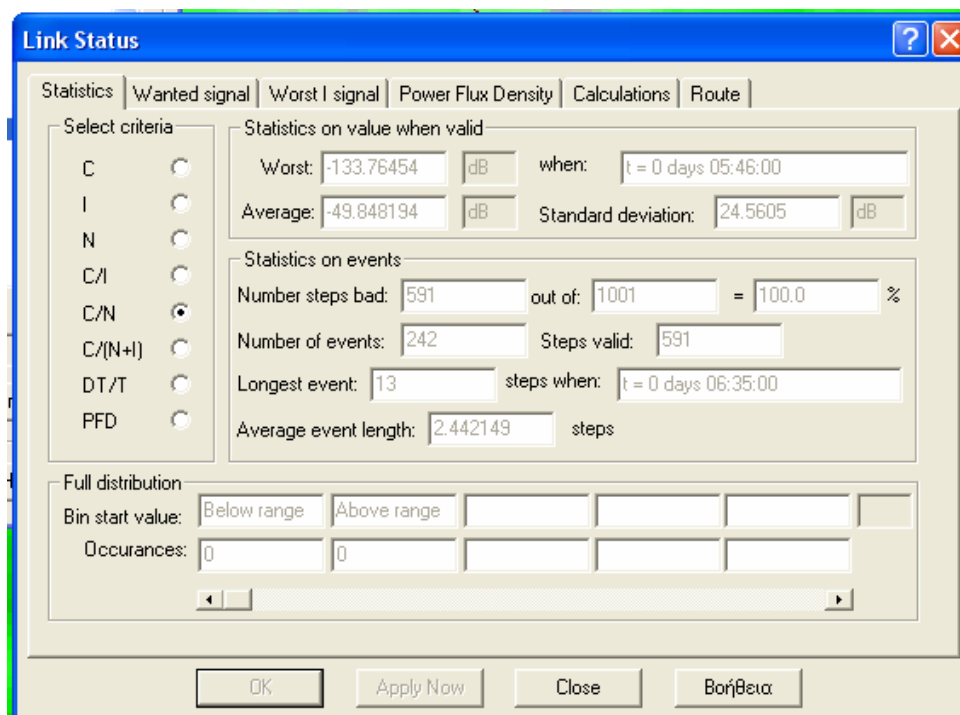 Link Status
Statistics Wanted signal Worst I signal Power Flux Density Calculations Route
Select criteria
C
I
N
C/I
C/N
C/(N+I)
DT/T
PFD
Statistics on value when valid
Worst: -133.76454 dB when: t = 0 days 05:46:00
Average: -49.848194 dB Standard deviation: 24.5605 dB
Statistics on events
Number steps bad: 591 out of: 1001 = 100.0 %
Number of events: 242 Steps valid: 591
Longest event: 13 steps when: t = 0 days 06:35:00
Average event length: 2.442149 steps
Full distribution
Bin start value: Below range Above range
Occurances: 0 0
OK Apply Now Close Βοήθεια